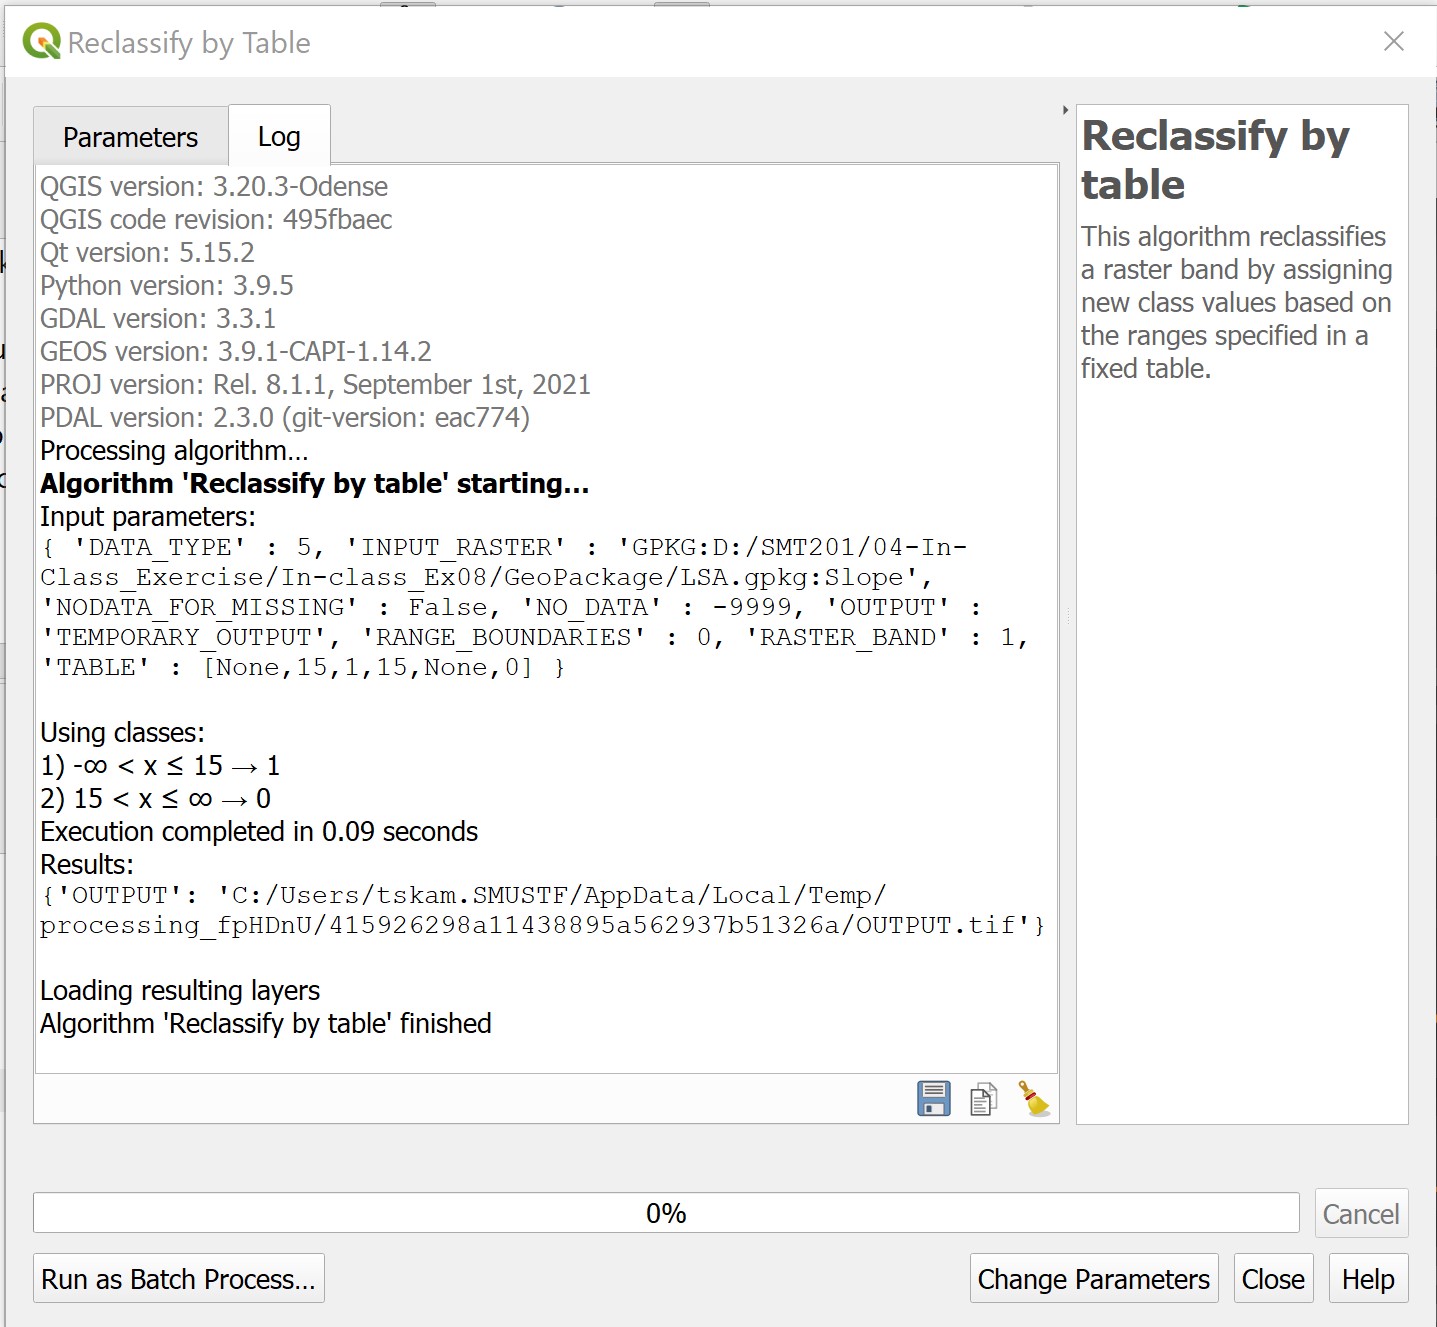 Reclassify by Table
Parameters
Log
QGIS version: 3.20.3-Odense
QGIS code revision: 495fbaec
Qt version: 5.15.2
Python version: 3.9.5
GDAL version: 3.3.1
GEOS version: 3.9.1-CAPI-1.14.2
PROJ version: Rel. 8.1.1, September 1st, 2021
PDAL version: 2.3.0 (git-version: eac774)
Processing algorithm…
Algorithm 'Reclassify by table' starting…
Input parameters:
{ 'DATA_TYPE' : 5, 'INPUT_RASTER' : 'GPKG:D:/SMT201/04-In-
Class_Exercise/In-class_Ex08/GeoPackage/LSA.gpkg:Slope',
'NODATA_FOR_MISSING' : False, 'NO_DATA' : -9999, 'OUTPUT' :
'TEMPORARY_OUTPUT', 'RANGE_BOUNDARIES' : 0, 'RASTER_BAND' : 1,
'TABLE' : [None,15,1,15,None,0] }
Using classes:
1) -∞ < x ≤ 15 → 1
2) 15 < x ≤ ∞ → 0
Execution completed in 0.09 seconds
Results:
{'OUTPUT': 'C:/Users/tskam.SMUSTF/AppData/Local/Temp/
processing_fpHDnU/415926298a11438895a562937b51326a/OUTPUT.tif'}
Loading resulting layers
Algorithm 'Reclassify by table' finished
Reclassify by
table
This algorithm reclassifies
a raster band by assigning
new class values based on
the ranges specified in a
fixed table.
0%
Cancel
Run as Batch Process…
Change Parameters
Close
Help